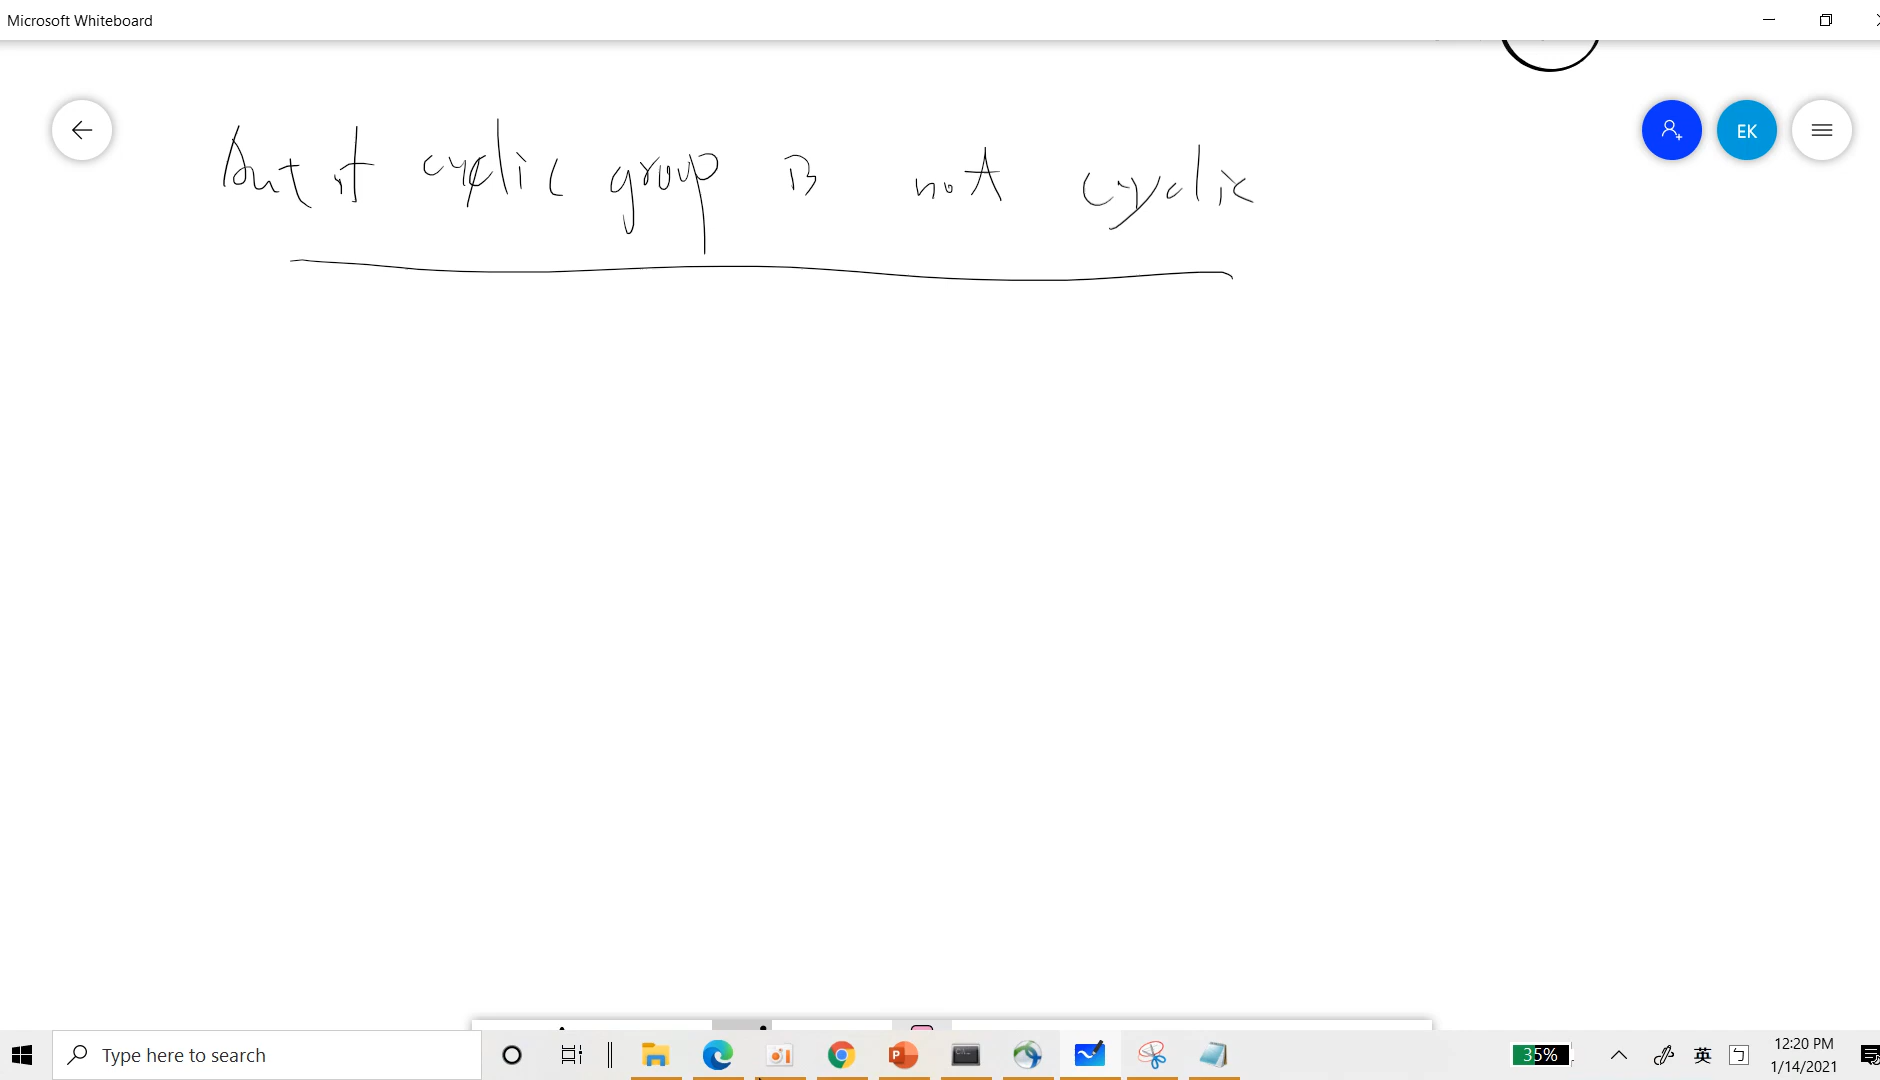 Microsoft Whiteboard
Aut of cyclic group is not cyclic
EK
Type here to search
35%
英
ㄅ
12:20 PM
1/14/2021